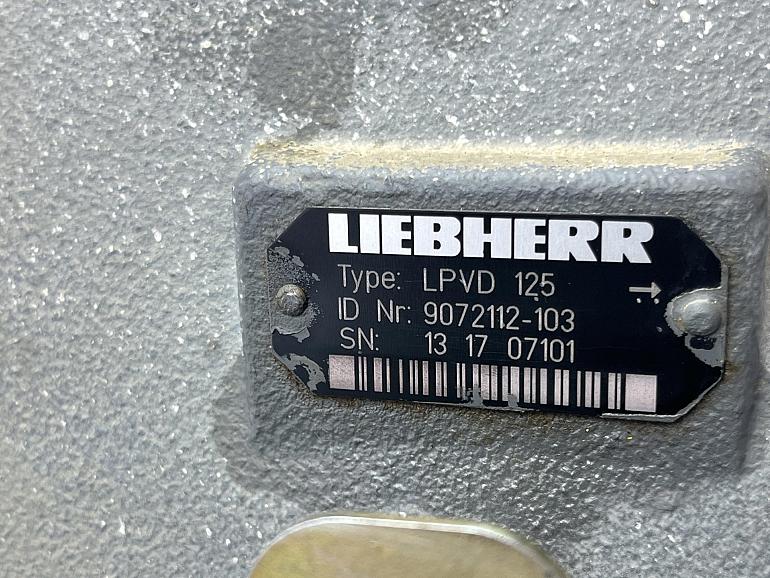 LIEBHERR
Type: LPVD 125 →
ID Nr: 9072112-103
SN: 13 17 07101